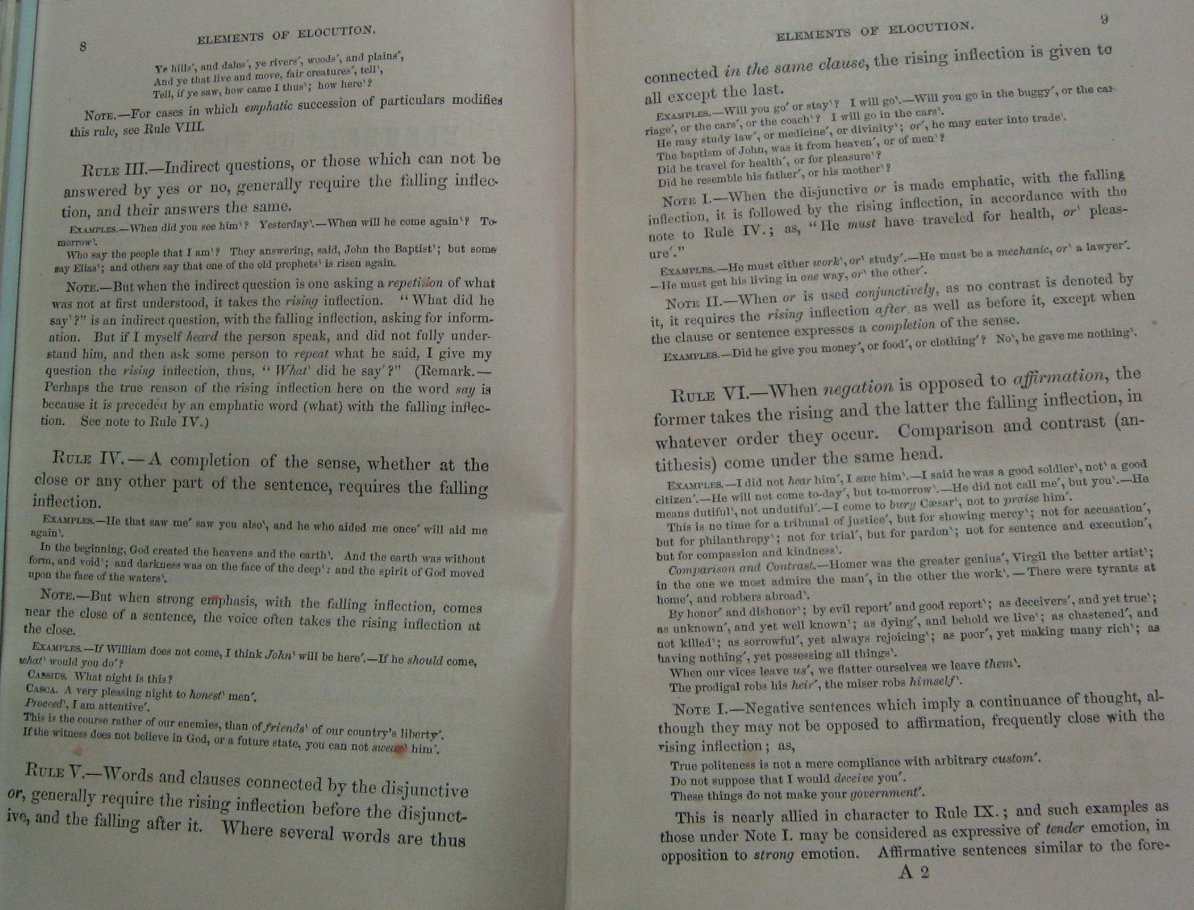 8
ELEMENTS OF ELOCUTION.
Ye hills′, and dales′, ye rivers′, woods′, and plains′,
And ye that live and move, fair creatures′, tell‵,
Tell, if ye saw, how came I thus‵; how here‵?
NOTE.—For cases in which emphatic succession of particulars modifies
this rule, see Rule VIII.
RULE III.—Indirect questions, or those which can not be
answered by yes or no, generally require the falling inflec-
tion, and their answers the same.
EXAMPLES.—When did you see him‵? Yesterday‵.—When will he come again‵? To-
morrow‵.
Who say the people that I am‵? They answering, said, John the Baptist‵; but some
say Elias‵; and others say that one of the old prophets‵ is risen again.
NOTE.—But when the indirect question is one asking a repetition of what
was not at first understood, it takes the rising inflection. “What did he
say‵?” is an indirect question, with the falling inflection, asking for inform-
ation. But if I myself heard the person speak, and did not fully under-
stand him, and then ask some person to repeat what he said, I give my
question the rising inflection, thus, “What‵ did he say′?” (Remark.—
Perhaps the true reason of the rising inflection here on the word say is
because it is preceded by an emphatic word (what) with the falling inflec-
tion. See note to Rule IV.)
RULE IV.—A completion of the sense, whether at the
close or any other part of the sentence, requires the falling
inflection.
EXAMPLES.—He that saw me′ saw you also‵, and he who aided me once′ will aid me
again‵.
In the beginning, God created the heavens and the earth‵. And the earth was without
form, and void‵; and darkness was on the face of the deep‵: and the spirit of God moved
upon the face of the waters‵.
NOTE.—But when strong emphasis, with the falling inflection, comes
near the close of a sentence, the voice often takes the rising inflection at
the close.
EXAMPLES.—If William does not come, I think John‵ will be here′.—If he should come,
what‵ would you do′?
CASSIUS. What night is this?
CASCA. A very pleasing night to honest‵ men′.
Proceed‵, I am attentive′.
This is the course rather of our enemies, than of friends‵ of our country's liberty′.
If the witness does not believe in God, or a future state, you can not swear‵ him′.
RULE V.—Words and clauses connected by the disjunctive
or, generally require the rising inflection before the disjunct-
ive, and the falling after it. Where several words are thus
ELEMENTS OF ELOCUTION.
9
connected in the same clause, the rising inflection is given to
all except the last.
EXAMPLES.—Will you go′ or stay‵? I will go‵.—Will you go in the buggy′, or the car-
riage′, or the cars′, or the coach‵? I will go in the cars‵.
He may study law′, or medicine′, or divinity‵; or′, he may enter into trade‵.
The baptism of John, was it from heaven′, or of men‵?
Did he travel for health′, or for pleasure‵?
Did he resemble his father′, or his mother‵?
NOTE I.—When the disjunctive or is made emphatic, with the falling
inflection, it is followed by the rising inflection, in accordance with the
note to Rule IV.; as, “He must have traveled for health, or‵ pleas-
ure′.”
EXAMPLES.—He must either work‵, or‵ study′.—He must be a mechanic, or‵ a lawyer′.
—He must get his living in one way, or‵ the other′.
NOTE II.—When or is used conjunctively, as no contrast is denoted by
it, it requires the rising inflection after as well as before it, except when
the clause or sentence expresses a completion of the sense.
EXAMPLES.—Did he give you money′, or food′, or clothing′? No‵, he gave me nothing‵.
RULE VI.—When negation is opposed to affirmation, the
former takes the rising and the latter the falling inflection, in
whatever order they occur. Comparison and contrast (an-
tithesis) come under the same head.
EXAMPLES.—I did not hear him′, I saw him‵.—I said he was a good soldier‵, not‵ a good
citizen′.—He will not come to-day′, but to-morrow‵.—He did not call me′, but you‵.—He
means dutiful‵, not undutiful′.—I come to bury Cæsar‵, not to praise him′.
This is no time for a tribunal of justice′, but for showing mercy‵; not for accusation′,
but for philanthropy‵; not for trial′, but for pardon‵; not for sentence and execution′,
but for compassion and kindness‵.
Comparison and Contrast.—Homer was the greater genius′, Virgil the better artist‵;
in the one we most admire the man′, in the other the work‵.—There were tyrants at
home′, and robbers abroad‵.
By honor′ and dishonor‵; by evil report′ and good report‵; as deceivers′, and yet true‵;
as unknown′, and yet well known‵; as dying′, and behold we live‵; as chastened′, and
not killed‵; as sorrowful′, yet always rejoicing‵; as poor′, yet making many rich‵; as
having nothing′, yet possessing all things‵.
When our vices leave us′, we flatter ourselves we leave them‵.
The prodigal robs his heir′, the miser robs himself‵.
NOTE I.—Negative sentences which imply a continuance of thought, al-
though they may not be opposed to affirmation, frequently close with the
rising inflection; as,
True politeness is not a mere compliance with arbitrary custom′.
Do not suppose that I would deceive you′.
These things do not make your government′.
This is nearly allied in character to Rule IX.; and such examples as
those under Note I. may be considered as expressive of tender emotion, in
opposition to strong emotion. Affirmative sentences similar to the fore-
A 2